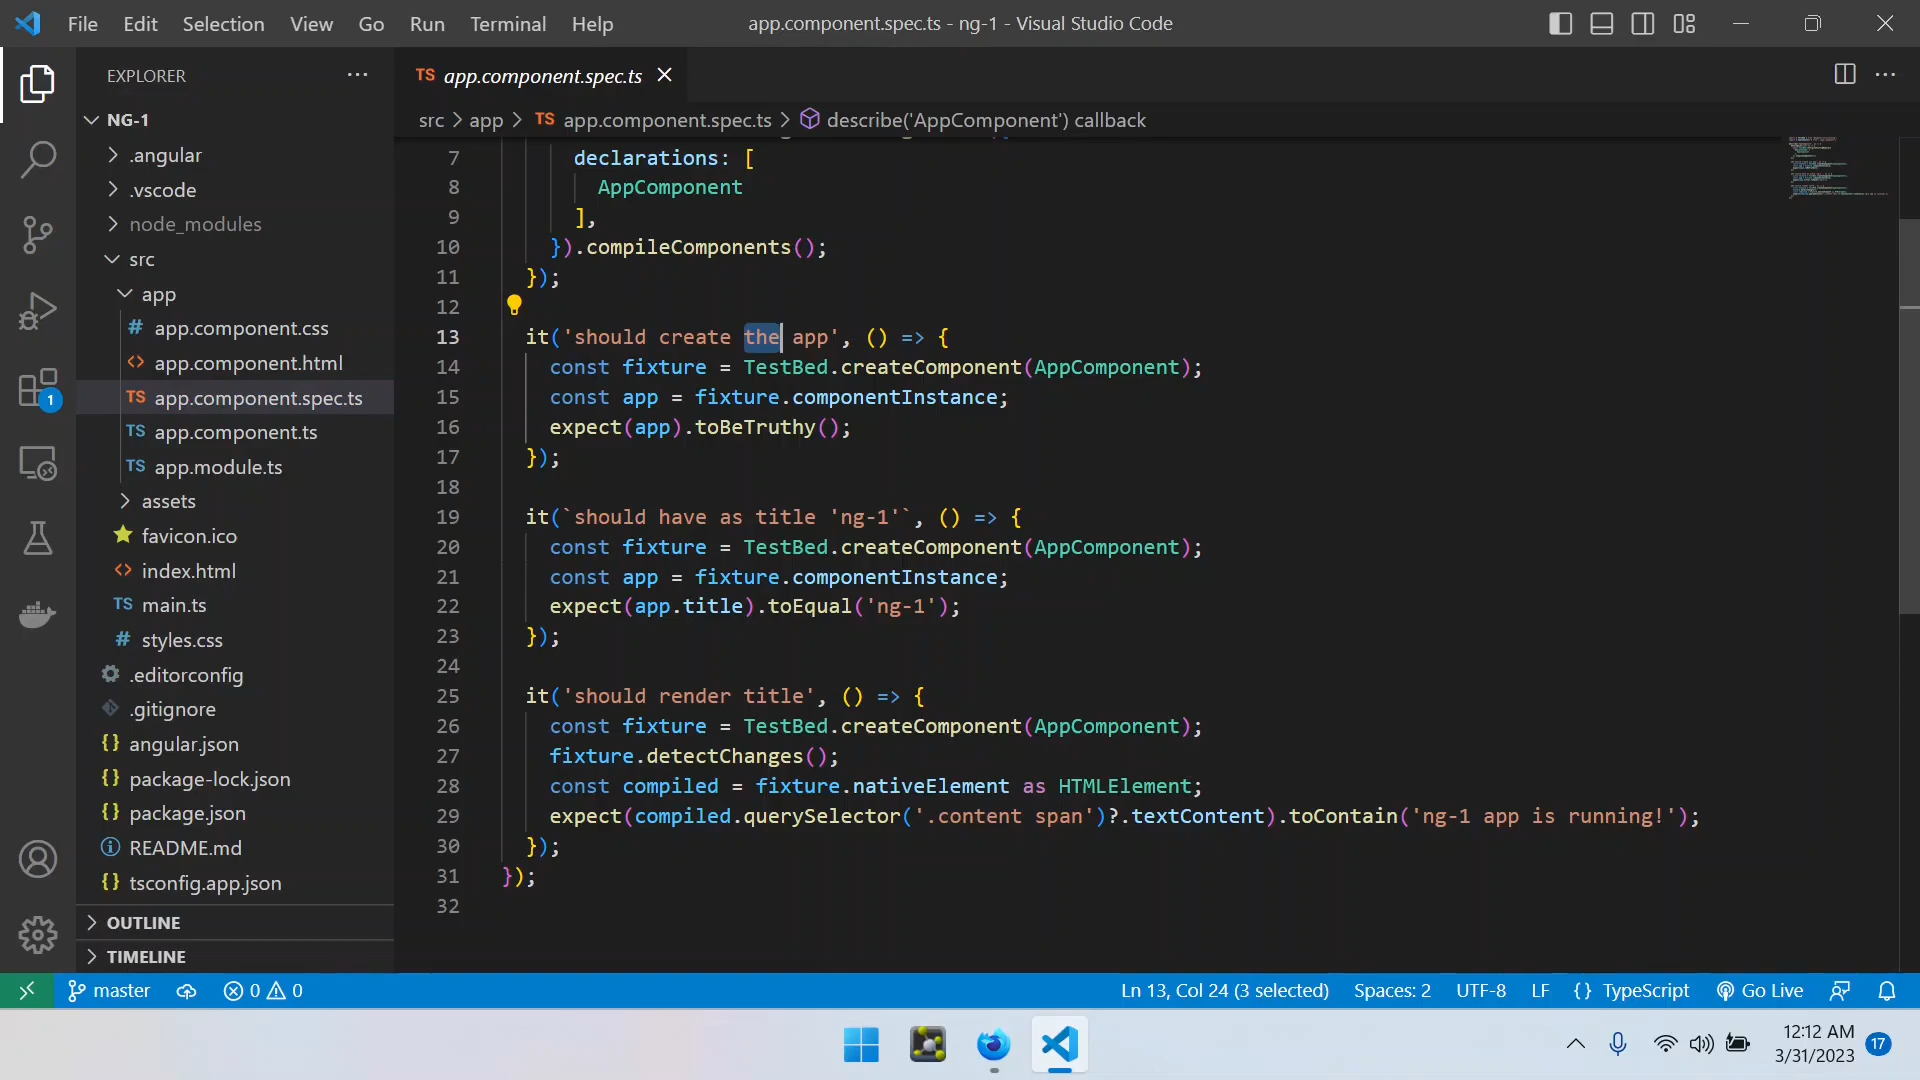 File Edit Selection View Go Run Terminal Help
app.component.spec.ts - ng-1 - Visual Studio Code
EXPLORER
NG-1
.angular
.vscode
node_modules
src
app
# app.component.css
<> app.component.html
TS app.component.spec.ts
TS app.component.ts
TS app.module.ts
assets
favicon.ico
<> index.html
TS main.ts
# styles.css
.editorconfig
.gitignore
{} angular.json
{} package-lock.json
{} package.json
README.md
{} tsconfig.app.json
OUTLINE
TIMELINE
1
TS app.component.spec.ts
src > app > TS app.component.spec.ts > describe('AppComponent') callback
7 declarations: [
8 AppComponent
9 ],
10 }).compileComponents();
11 });
12
13 it('should create the app', () => {
14 const fixture = TestBed.createComponent(AppComponent);
15 const app = fixture.componentInstance;
16 expect(app).toBeTruthy();
17 });
18
19 it(`should have as title 'ng-1'`, () => {
20 const fixture = TestBed.createComponent(AppComponent);
21 const app = fixture.componentInstance;
22 expect(app.title).toEqual('ng-1');
23 });
24
25 it('should render title', () => {
26 const fixture = TestBed.createComponent(AppComponent);
27 fixture.detectChanges();
28 const compiled = fixture.nativeElement as HTMLElement;
29 expect(compiled.querySelector('.content span')?.textContent).toContain('ng-1 app is running!');
30 });
31 });
32
master 0 0 Ln 13, Col 24 (3 selected) Spaces: 2 UTF-8 LF {} TypeScript Go Live
12:12 AM
3/31/2023
17